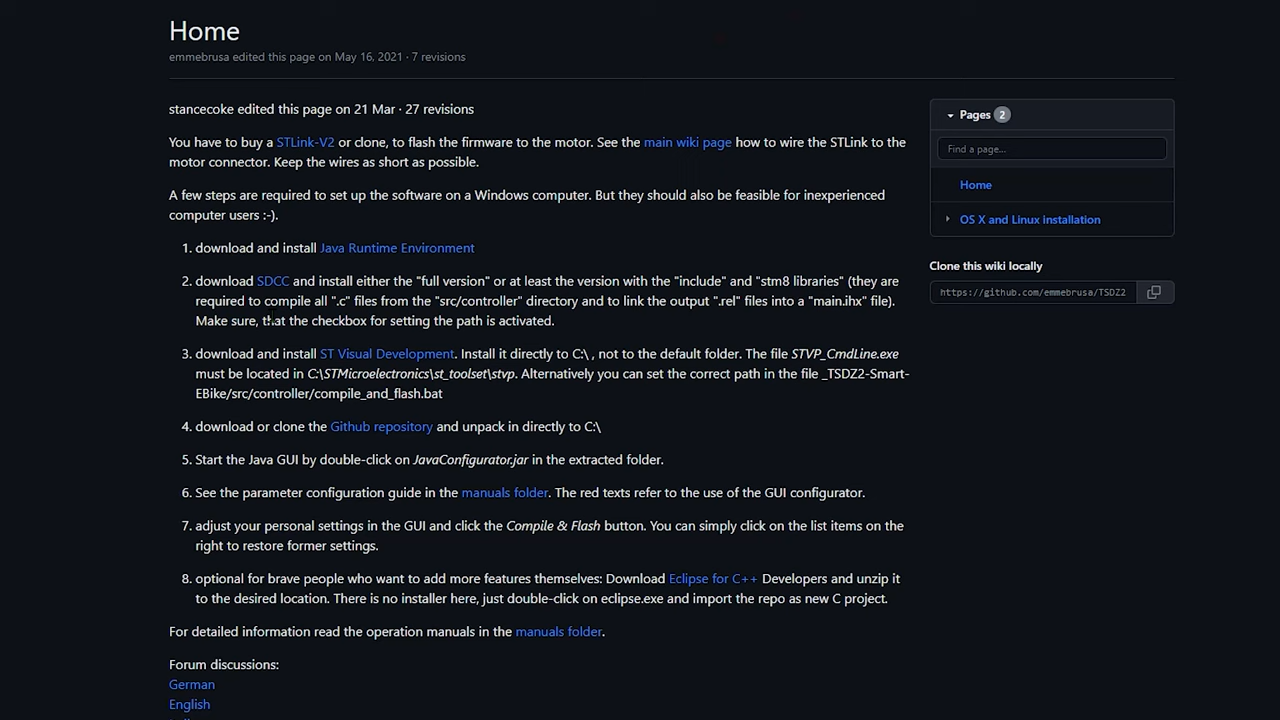 Home
emmebrusa edited this page on May 16, 2021 · 7 revisions
stancecoke edited this page on 21 Mar · 27 revisions
You have to buy a STLink-V2 or clone, to flash the firmware to the motor. See the main wiki page how to wire the STLink to the
motor connector. Keep the wires as short as possible.
A few steps are required to set up the software on a Windows computer. But they should also be feasible for inexperienced
computer users :-).
1. download and install Java Runtime Environment
2. download SDCC and install either the "full version" or at least the version with the "include" and "stm8 libraries" (they are
required to compile all ".c" files from the "src/controller" directory and to link the output ".rel" files into a "main.ihx" file).
Make sure, that the checkbox for setting the path is activated.
3. download and install ST Visual Development. Install it directly to C:\ , not to the default folder. The file STVP_CmdLine.exe
must be located in C:\STMicroelectronics\st_toolset\stvp. Alternatively you can set the correct path in the file _TSDZ2-Smart-
EBike/src/controller/compile_and_flash.bat
4. download or clone the Github repository and unpack in directly to C:\
5. Start the Java GUI by double-click on JavaConfigurator.jar in the extracted folder.
6. See the parameter configuration guide in the manuals folder. The red texts refer to the use of the GUI configurator.
7. adjust your personal settings in the GUI and click the Compile & Flash button. You can simply click on the list items on the
right to restore former settings.
8. optional for brave people who want to add more features themselves: Download Eclipse for C++ Developers and unzip it
to the desired location. There is no installer here, just double-click on eclipse.exe and import the repo as new C project.
For detailed information read the operation manuals in the manuals folder.
Forum discussions:
German
English
Pages 2
Find a page...
Home
OS X and Linux installation
Clone this wiki locally
https://github.com/emmebrusa/TSDZ2